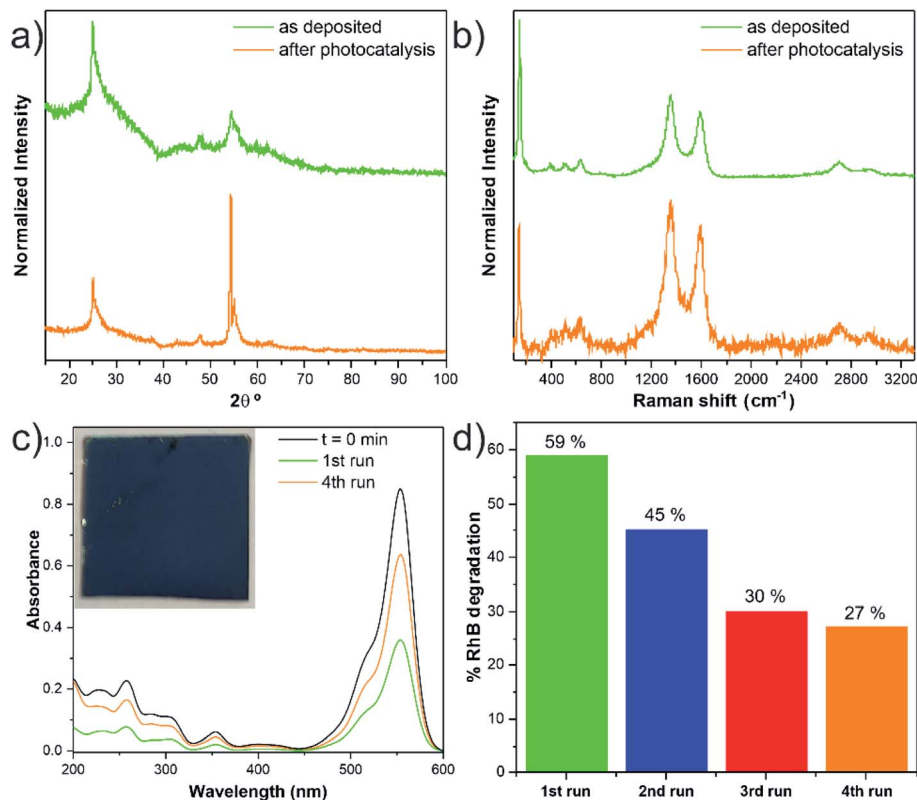 a)
as deposited
after photocatalysis
Normalized Intensity
20 30 40 50 60 70 80 90 100
2θ º
b)
as deposited
after photocatalysis
Normalized Intensity
400 800 1200 1600 2000 2400 2800 3200
Raman shift (cm⁻¹)
c)
t = 0 min
1st run
4th run
Absorbance
1.0
0.8
0.6
0.4
0.2
0.0
200 300 400 500 600
Wavelength (nm)
d)
% RhB degradation
60
50
40
30
20
10
0
59 %
45 %
30 %
27 %
1st run 2nd run 3rd run 4th run